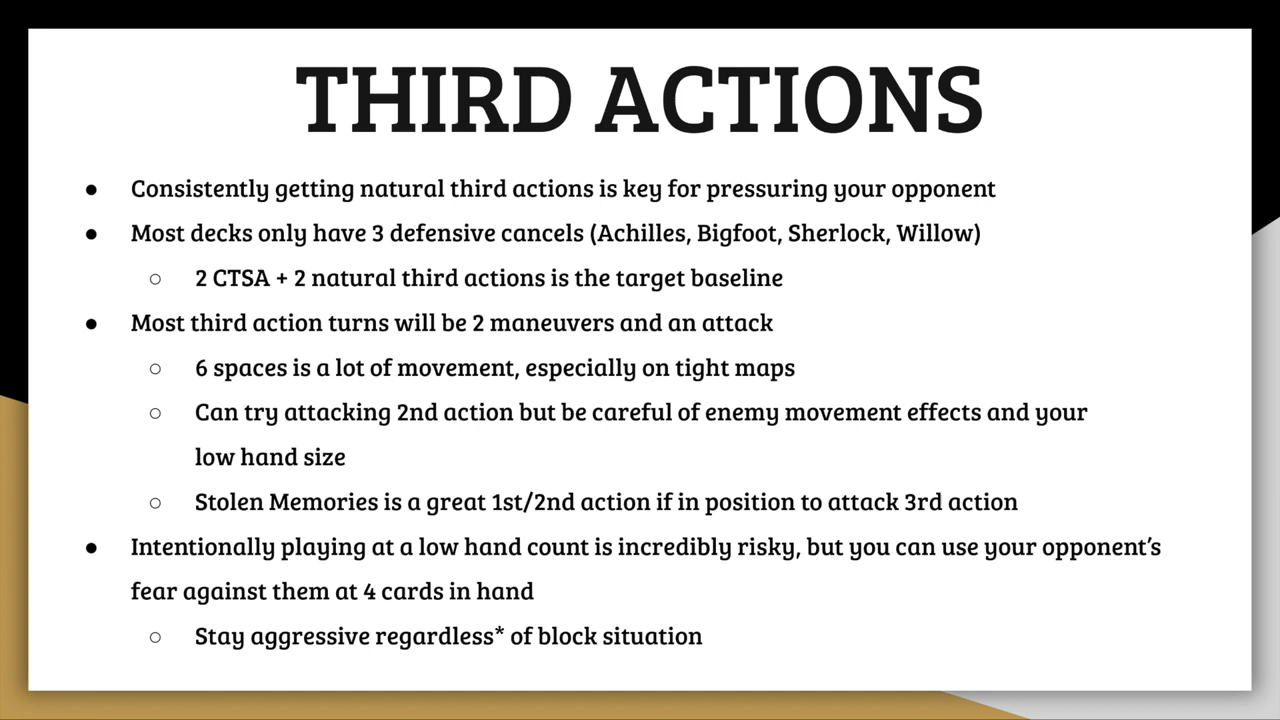 THIRD ACTIONS
● Consistently getting natural third actions is key for pressuring your opponent
● Most decks only have 3 defensive cancels (Achilles, Bigfoot, Sherlock, Willow)
○ 2 CTSA + 2 natural third actions is the target baseline
● Most third action turns will be 2 maneuvers and an attack
○ 6 spaces is a lot of movement, especially on tight maps
○ Can try attacking 2nd action but be careful of enemy movement effects and your
low hand size
○ Stolen Memories is a great 1st/2nd action if in position to attack 3rd action
● Intentionally playing at a low hand count is incredibly risky, but you can use your opponent’s
fear against them at 4 cards in hand
○ Stay aggressive regardless* of block situation